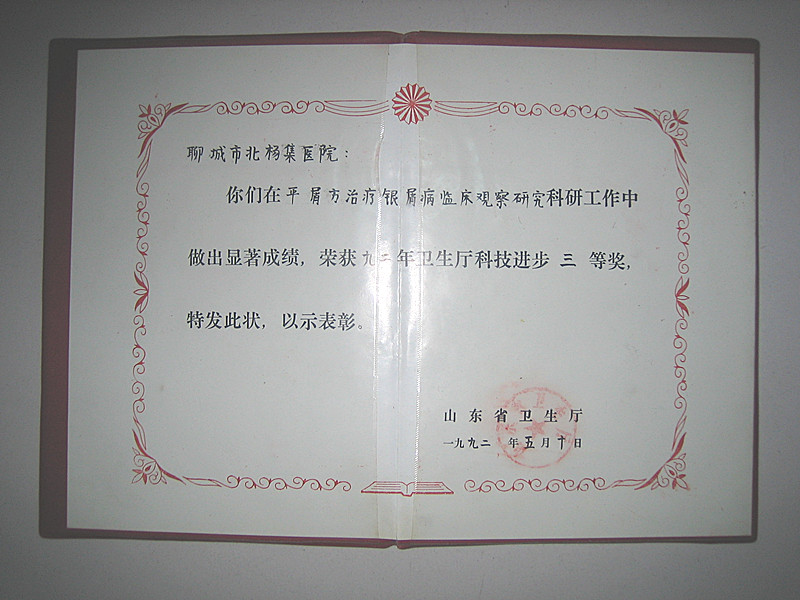 聊城市北杨集医院：
你们在平屑方治疗银屑病临床观察研究科研工作中
做出显著成绩，荣获九二年卫生厅科技进步三等奖，
特发此状，以示表彰。
山东省卫生厅
一九九二年五月十日